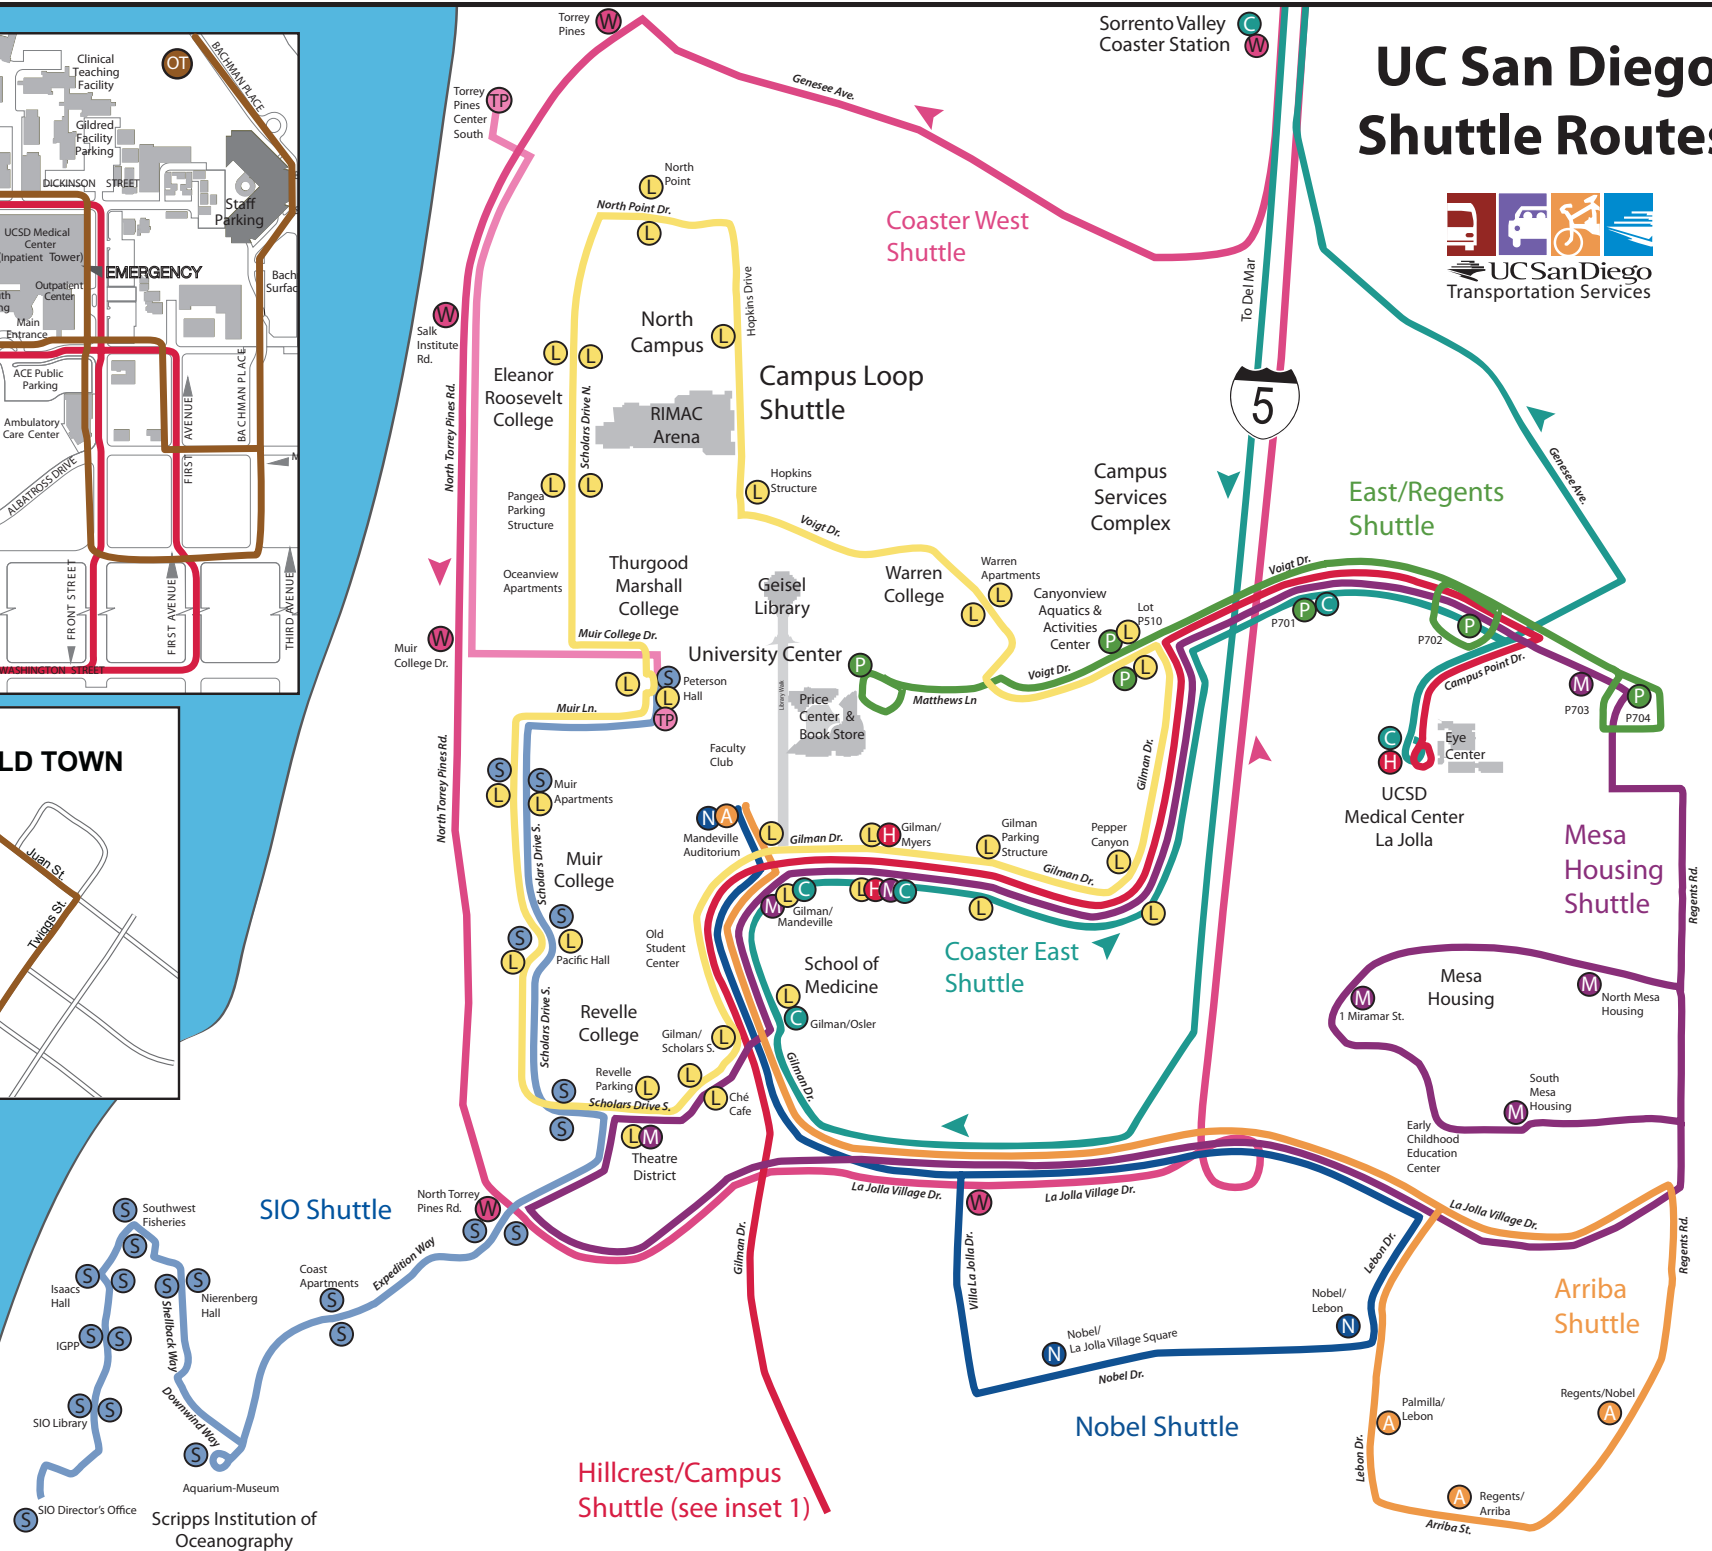 UC San Diego
Shuttle Routes
UC San Diego
Transportation Services
Sorrento Valley
Coaster Station
C
W
Torrey
Pines
W
Torrey
Pines
Center
South
TP
Genesee Ave.
Coaster West
Shuttle
To Del Mar
5
Genesee Ave.
North
Point
L
North Point Dr.
L
Hopkins Drive
North
Campus
L
Salk
Institute
Rd.
W
L
L
Eleanor
Roosevelt
College
Scholars Drive N.
RIMAC
Arena
Campus Loop
Shuttle
North Torrey Pines Rd.
L
L
Pangea
Parking
Structure
L
Hopkins
Structure
Voigt Dr.
Campus
Services
Complex
East/Regents
Shuttle
Voigt Dr.
Oceanview
Apartments
Thurgood
Marshall
College
Geisel
Library
Warren
College
Warren
Apartments
L
L
Canyonview
Aquatics &
Activities
Center
Lot
P510
P
L
L
P
P701
P
C
P702
P
Campus Point Dr.
M
P703
P
P704
W
Muir
College Dr.
Muir College Dr.
University Center
P
Matthews Ln
Voigt Dr.
L
S
L
TP
Peterson
Hall
Library Walk
Price
Center &
Book Store
Muir Ln.
Faculty
Club
Gilman Dr.
C
H
Eye
Center
UCSD
Medical Center
La Jolla
North Torrey Pines Rd.
S
L
S
L
Muir
Apartments
N
A
Mandeville
Auditorium
L
Gilman Dr.
L
H
Gilman/
Myers
L
Gilman
Parking
Structure
Gilman Dr.
Pepper
Canyon
L
Mesa
Housing
Shuttle
Regents Rd.
Muir
College
Scholars Drive S.
M
L
C
Gilman/
Mandeville
L
H
M
C
L
L
S
L
S
L
Pacific Hall
Old
Student
Center
School of
Medicine
Coaster East
Shuttle
Mesa
Housing
M
1 Miramar St.
M
North Mesa
Housing
Scholars Drive S.
Revelle
College
L
C
Gilman/Osler
Gilman/
Scholars S.
L
Gilman Dr.
Revelle
Parking
L
L
S
S
Scholars Drive S.
L
Ché
Cafe
L
M
Theatre
District
South
Mesa
Housing
M
Early
Childhood
Education
Center
SIO Shuttle
North Torrey
Pines Rd.
W
S
S
La Jolla Village Dr.
W
La Jolla Village Dr.
La Jolla Village Dr.
Regents Rd.
Gilman Dr.
Villa La Jolla Dr.
Lebon Dr.
S
Southwest
Fisheries
S
S
S
S
S
Isaacs
Hall
Nierenberg
Hall
Coast
Apartments
S
S
Expedition Way
Shellback Way
IGPP
S
S
S
S
SIO Library
Downwind Way
S
Aquarium-Museum
S
SIO Director's Office
Scripps Institution of
Oceanography
Nobel/
Lebon
N
N
Nobel/
La Jolla Village Square
Nobel Dr.
Nobel Shuttle
Arriba
Shuttle
Palmilla/
Lebon
A
Regents/Nobel
A
Lebon Dr.
A
Regents/
Arriba
Arriba St.
Hillcrest/Campus
Shuttle (see inset 1)
Clinical
Teaching
Facility
OT
BACHMAN PLACE
Gildred
Facility
Parking
DICKINSON STREET
Staff
Parking
UCSD Medical
Center
(Inpatient Tower)
EMERGENCY
Outpatient
Center
Bach
Surfac
th
ng
Main
Entrance
ACE Public
Parking
Ambulatory
Care Center
ALBATROSS DRIVE
FIRST AVENUE
BACHMAN PLACE
M
FRONT STREET
FIRST AVENUE
THIRD AVENUE
WASHINGTON STREET
LD TOWN
Juan St.
Twiggs St.